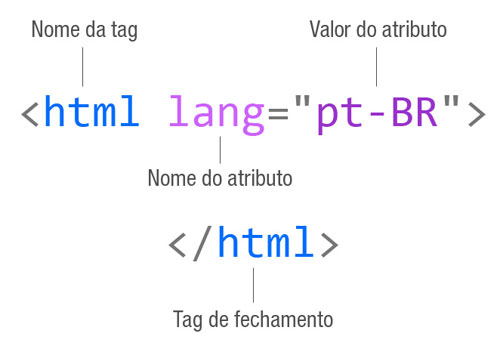 Nome da tag
Valor do atributo
<html lang="pt-BR">
Nome do atributo
</html>
Tag de fechamento